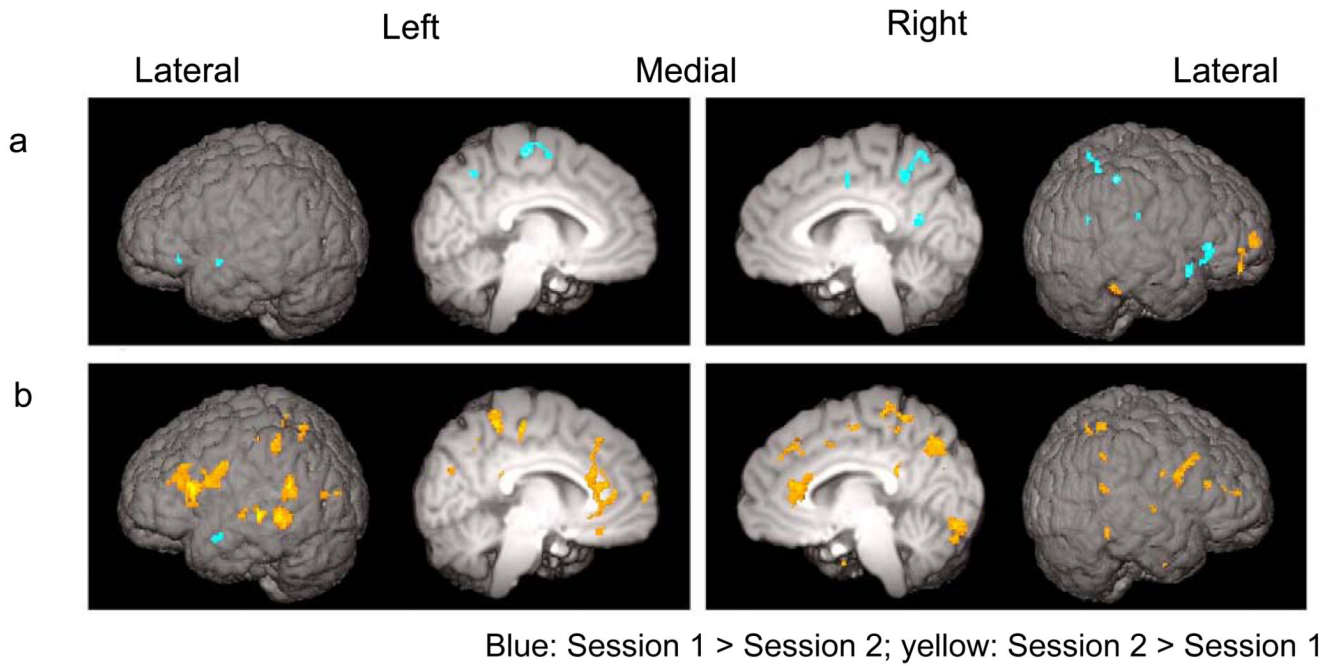 Left Right
Lateral Medial Lateral
a
b
Blue: Session 1 > Session 2; yellow: Session 2 > Session 1